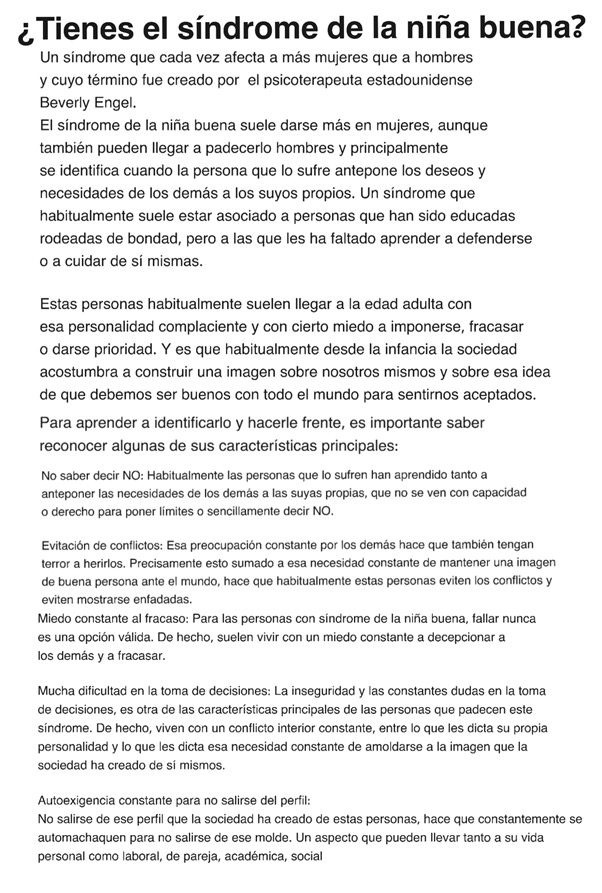 ¿Tienes el síndrome de la niña buena?
Un síndrome que cada vez afecta a más mujeres que a hombres
y cuyo término fue creado por el psicoterapeuta estadounidense
Beverly Engel.
El síndrome de la niña buena suele darse más en mujeres, aunque
también pueden llegar a padecerlo hombres y principalmente
se identifica cuando la persona que lo sufre antepone los deseos y
necesidades de los demás a los suyos propios. Un síndrome que
habitualmente suele estar asociado a personas que han sido educadas
rodeadas de bondad, pero a las que les ha faltado aprender a defenderse
o a cuidar de sí mismas.
Estas personas habitualmente suelen llegar a la edad adulta con
esa personalidad complaciente y con cierto miedo a imponerse, fracasar
o darse prioridad. Y es que habitualmente desde la infancia la sociedad
acostumbra a construir una imagen sobre nosotros mismos y sobre esa idea
de que debemos ser buenos con todo el mundo para sentirnos aceptados.
Para aprender a identificarlo y hacerle frente, es importante saber
reconocer algunas de sus características principales:
No saber decir NO: Habitualmente las personas que lo sufren han aprendido tanto a
anteponer las necesidades de los demás a las suyas propias, que no se ven con capacidad
o derecho para poner límites o sencillamente decir NO.
Evitación de conflictos: Esa preocupación constante por los demás hace que también tengan
terror a herirlos. Precisamente esto sumado a esa necesidad constante de mantener una imagen
de buena persona ante el mundo, hace que habitualmente estas personas eviten los conflictos y
eviten mostrarse enfadadas.
Miedo constante al fracaso: Para las personas con síndrome de la niña buena, fallar nunca
es una opción válida. De hecho, suelen vivir con un miedo constante a decepcionar a
los demás y a fracasar.
Mucha dificultad en la toma de decisiones: La inseguridad y las constantes dudas en la toma
de decisiones, es otra de las características principales de las personas que padecen este
síndrome. De hecho, viven con un conflicto interior constante, entre lo que les dicta su propia
personalidad y lo que les dicta esa necesidad constante de amoldarse a la imagen que la
sociedad ha creado de sí mismos.
Autoexigencia constante para no salirse del perfil:
No salirse de ese perfil que la sociedad ha creado de estas personas, hace que constantemente se
automachaquen para no salirse de ese molde. Un aspecto que pueden llevar tanto a su vida
personal como laboral, de pareja, académica, social